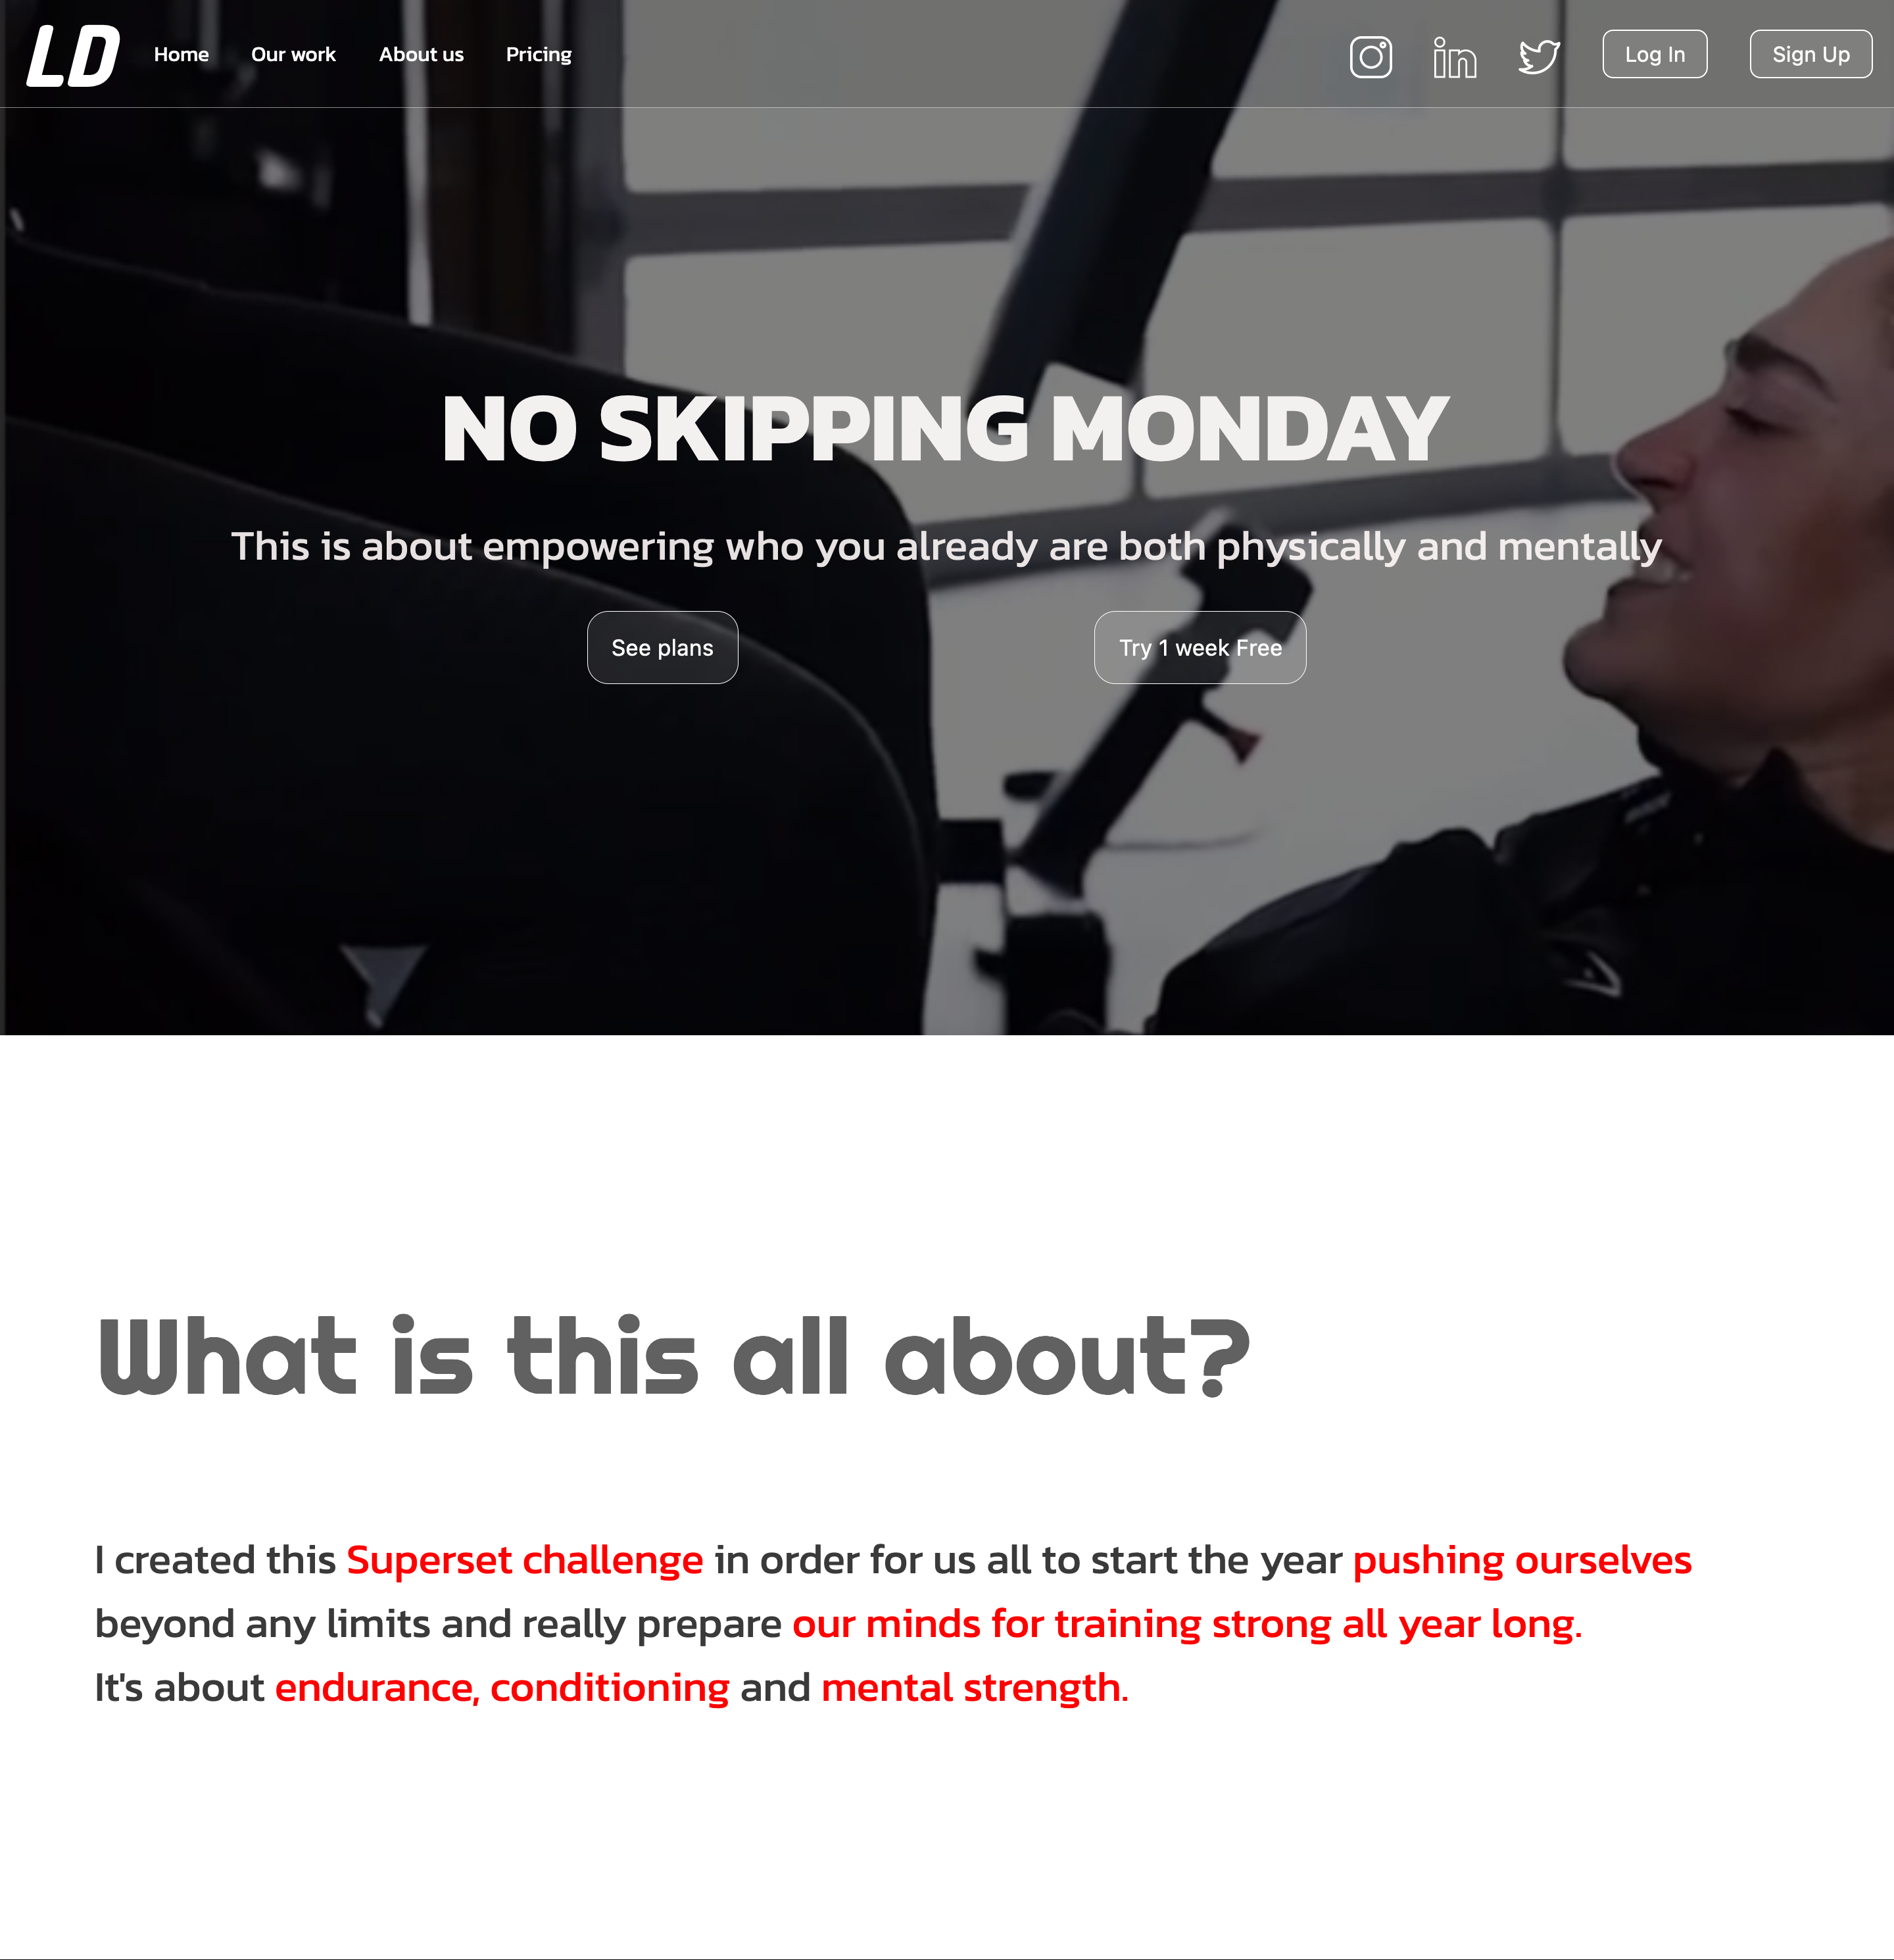 LD
Home
Our work
About us
Pricing
in
Log In
Sign Up
NO SKIPPING MONDAY
This is about empowering who you already are both physically and mentally
See plans
Try 1 week Free
What is this all about?
I created this Superset challenge in order for us all to start the year pushing ourselves
beyond any limits and really prepare our minds for training strong all year long.
It's about endurance, conditioning and mental strength.